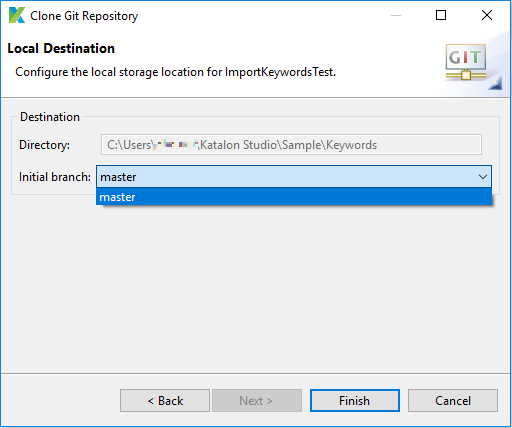 Clone Git Repository
Local Destination
Configure the local storage location for ImportKeywordsTest.
GIT
Destination
Directory: C:\Users\ \Katalon Studio\Sample\Keywords
Initial branch: master
master
< Back Next > Finish Cancel